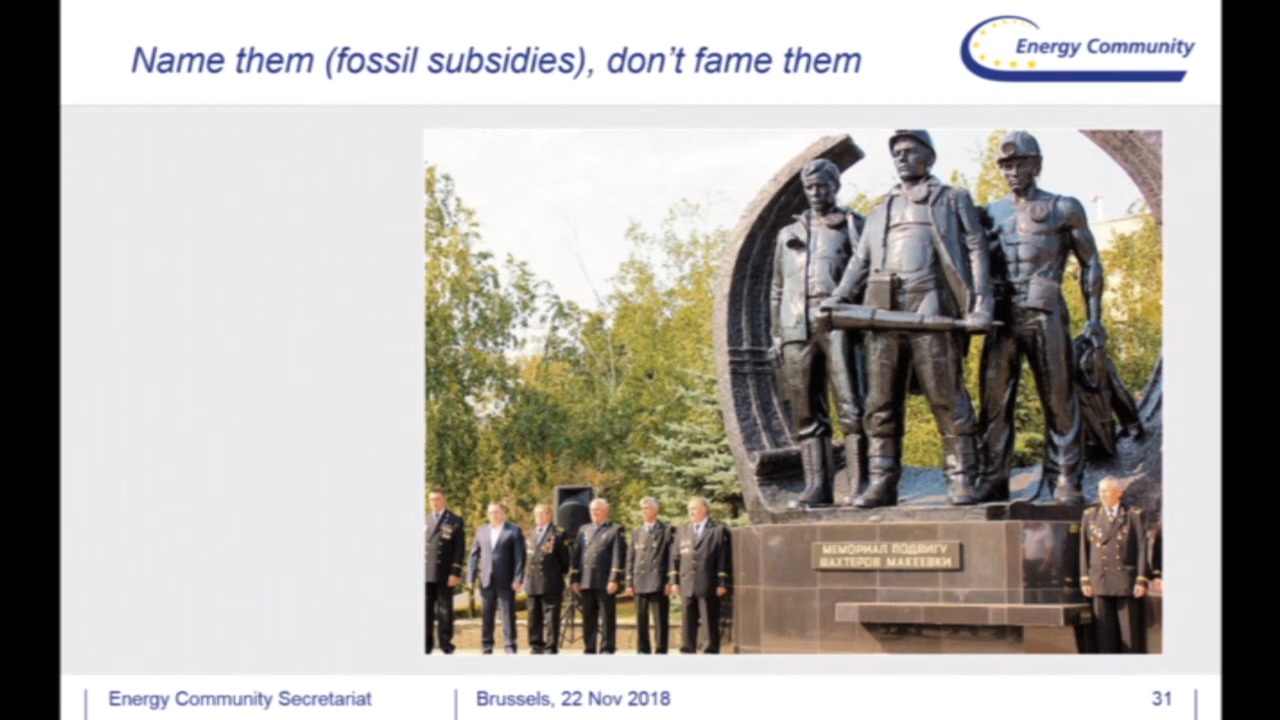 Name them (fossil subsidies), don't fame them
Energy Community
МЕМОРИАЛ ПОДВИГУ
ШАХТЕРОВ МАКЕЕВКИ
Energy Community Secretariat
Brussels, 22 Nov 2018
31